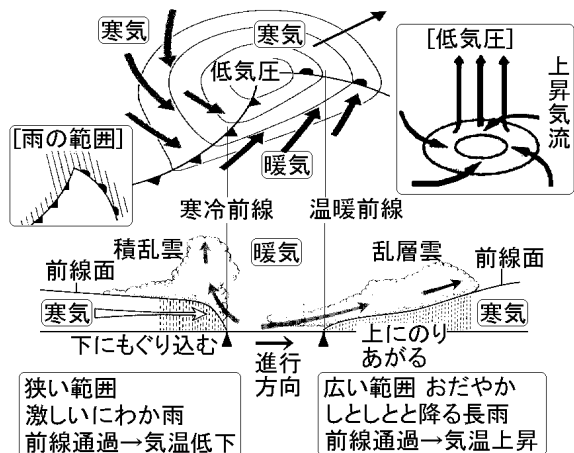 寒気
寒気
低気圧
[低気圧]
上昇気流
[雨の範囲]
暖気
寒冷前線
温暖前線
積乱雲
暖気
乱層雲
前線面
前線面
寒気
寒気
下にもぐり込む
進行
方向
上にのり
あがる
狭い範囲
激しいにわか雨
前線通過→気温低下
広い範囲 おだやか
しとしとと降る長雨
前線通過→気温上昇